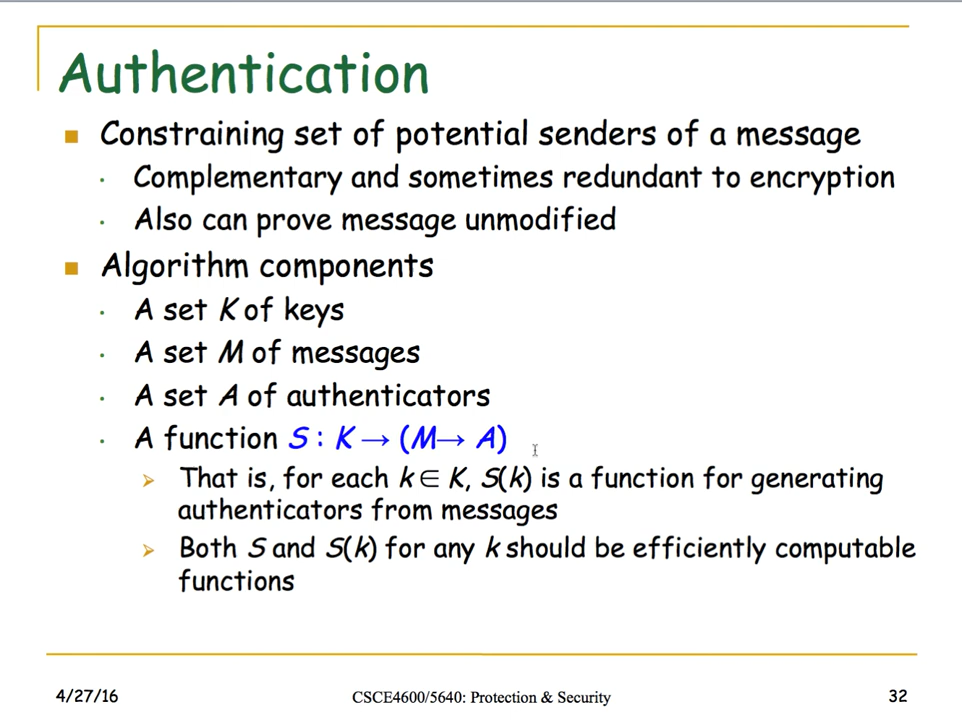 Authentication
Constraining set of potential senders of a message
Complementary and sometimes redundant to encryption
Also can prove message unmodified
Algorithm components
A set K of keys
A set M of messages
A set A of authenticators
A function S : K → (M→ A)
That is, for each k ∈ K, S(k) is a function for generating
authenticators from messages
Both S and S(k) for any k should be efficiently computable
functions
4/27/16 CSCE4600/5640: Protection & Security 32